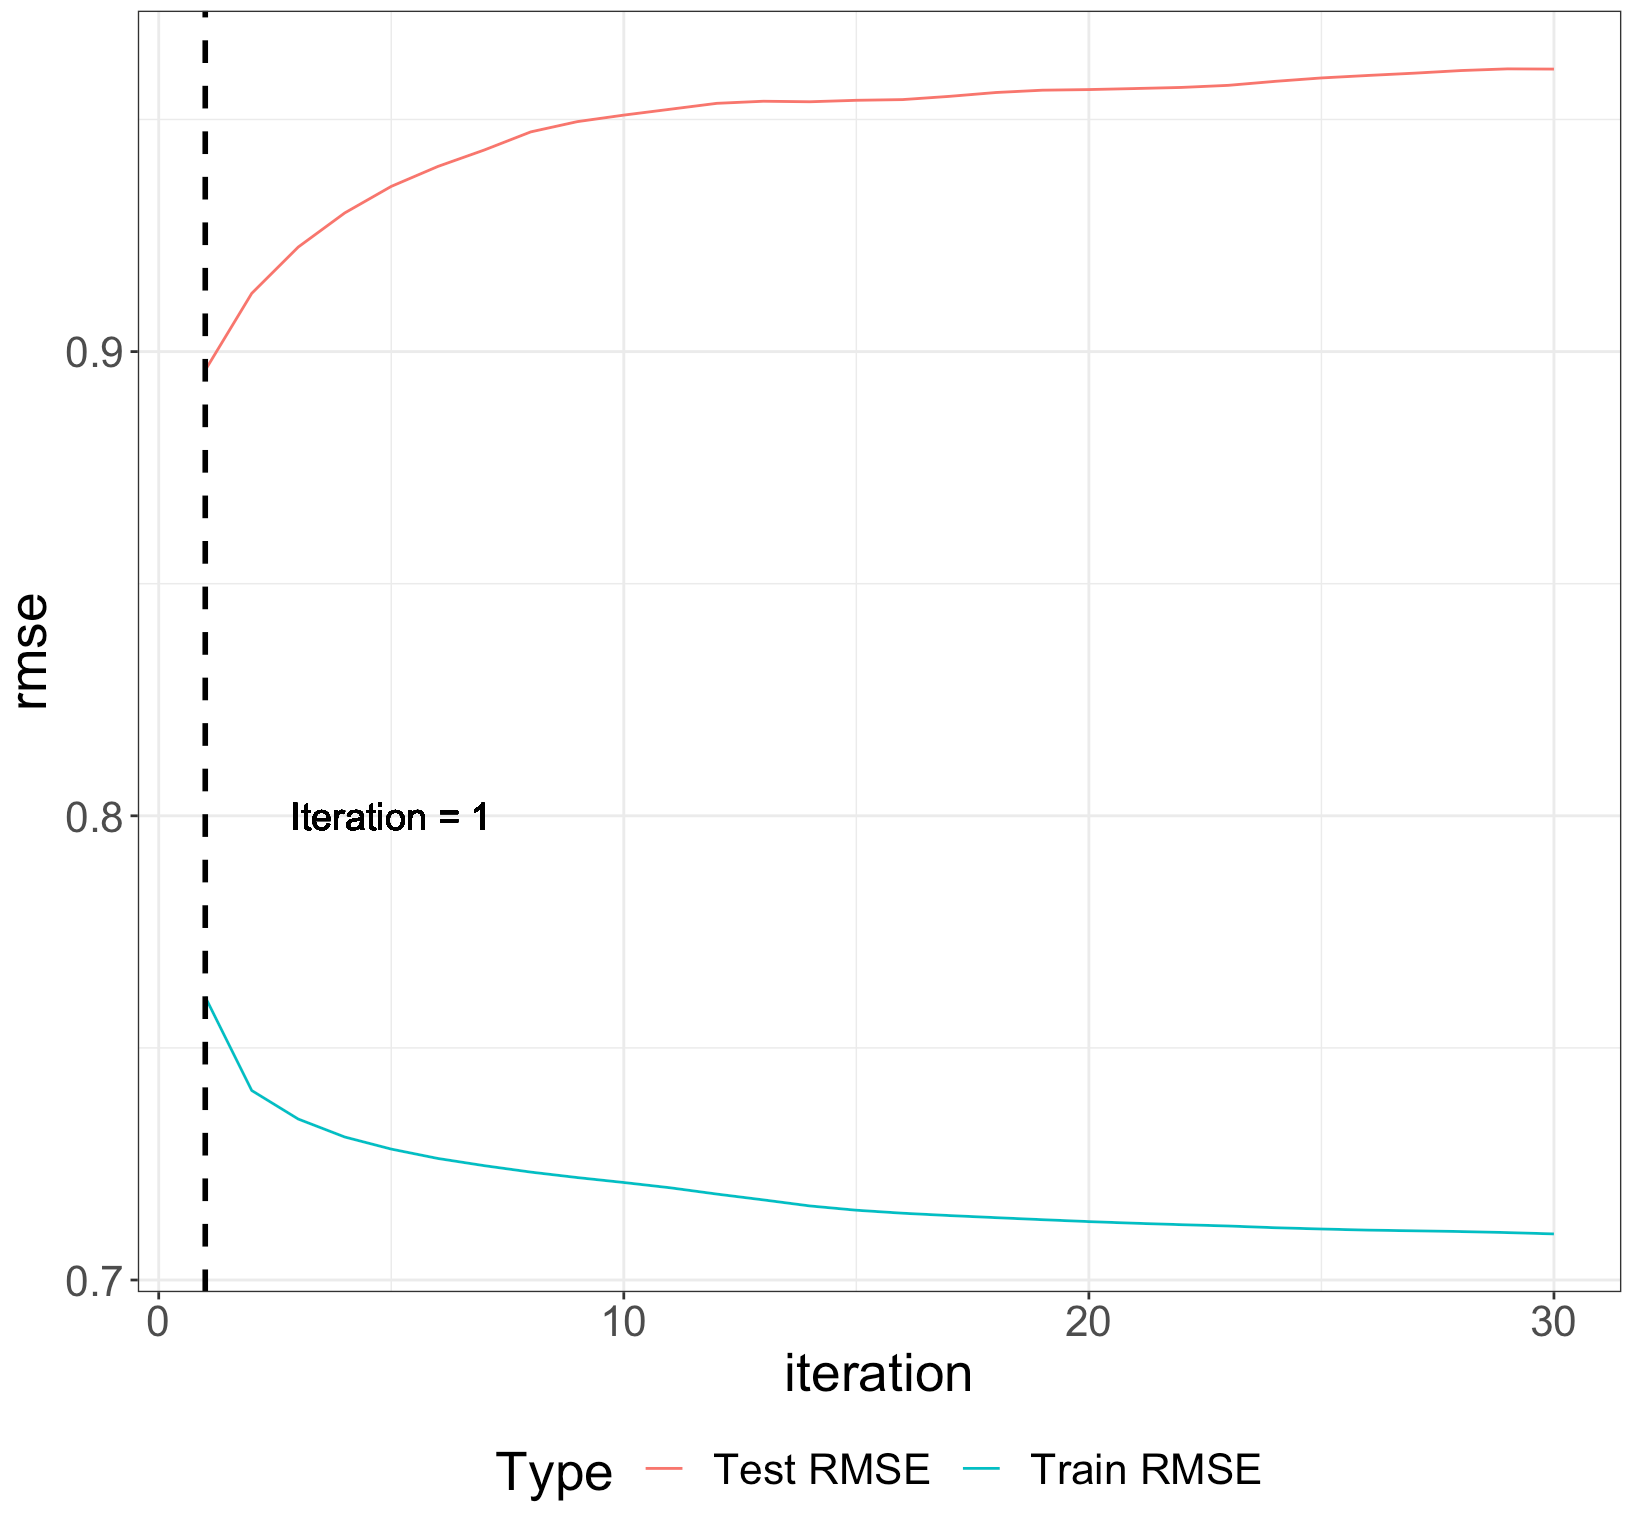 rmse
0.9
0.8
0.7
Iteration = 1
0 10 20 30
iteration
Type Test RMSE Train RMSE